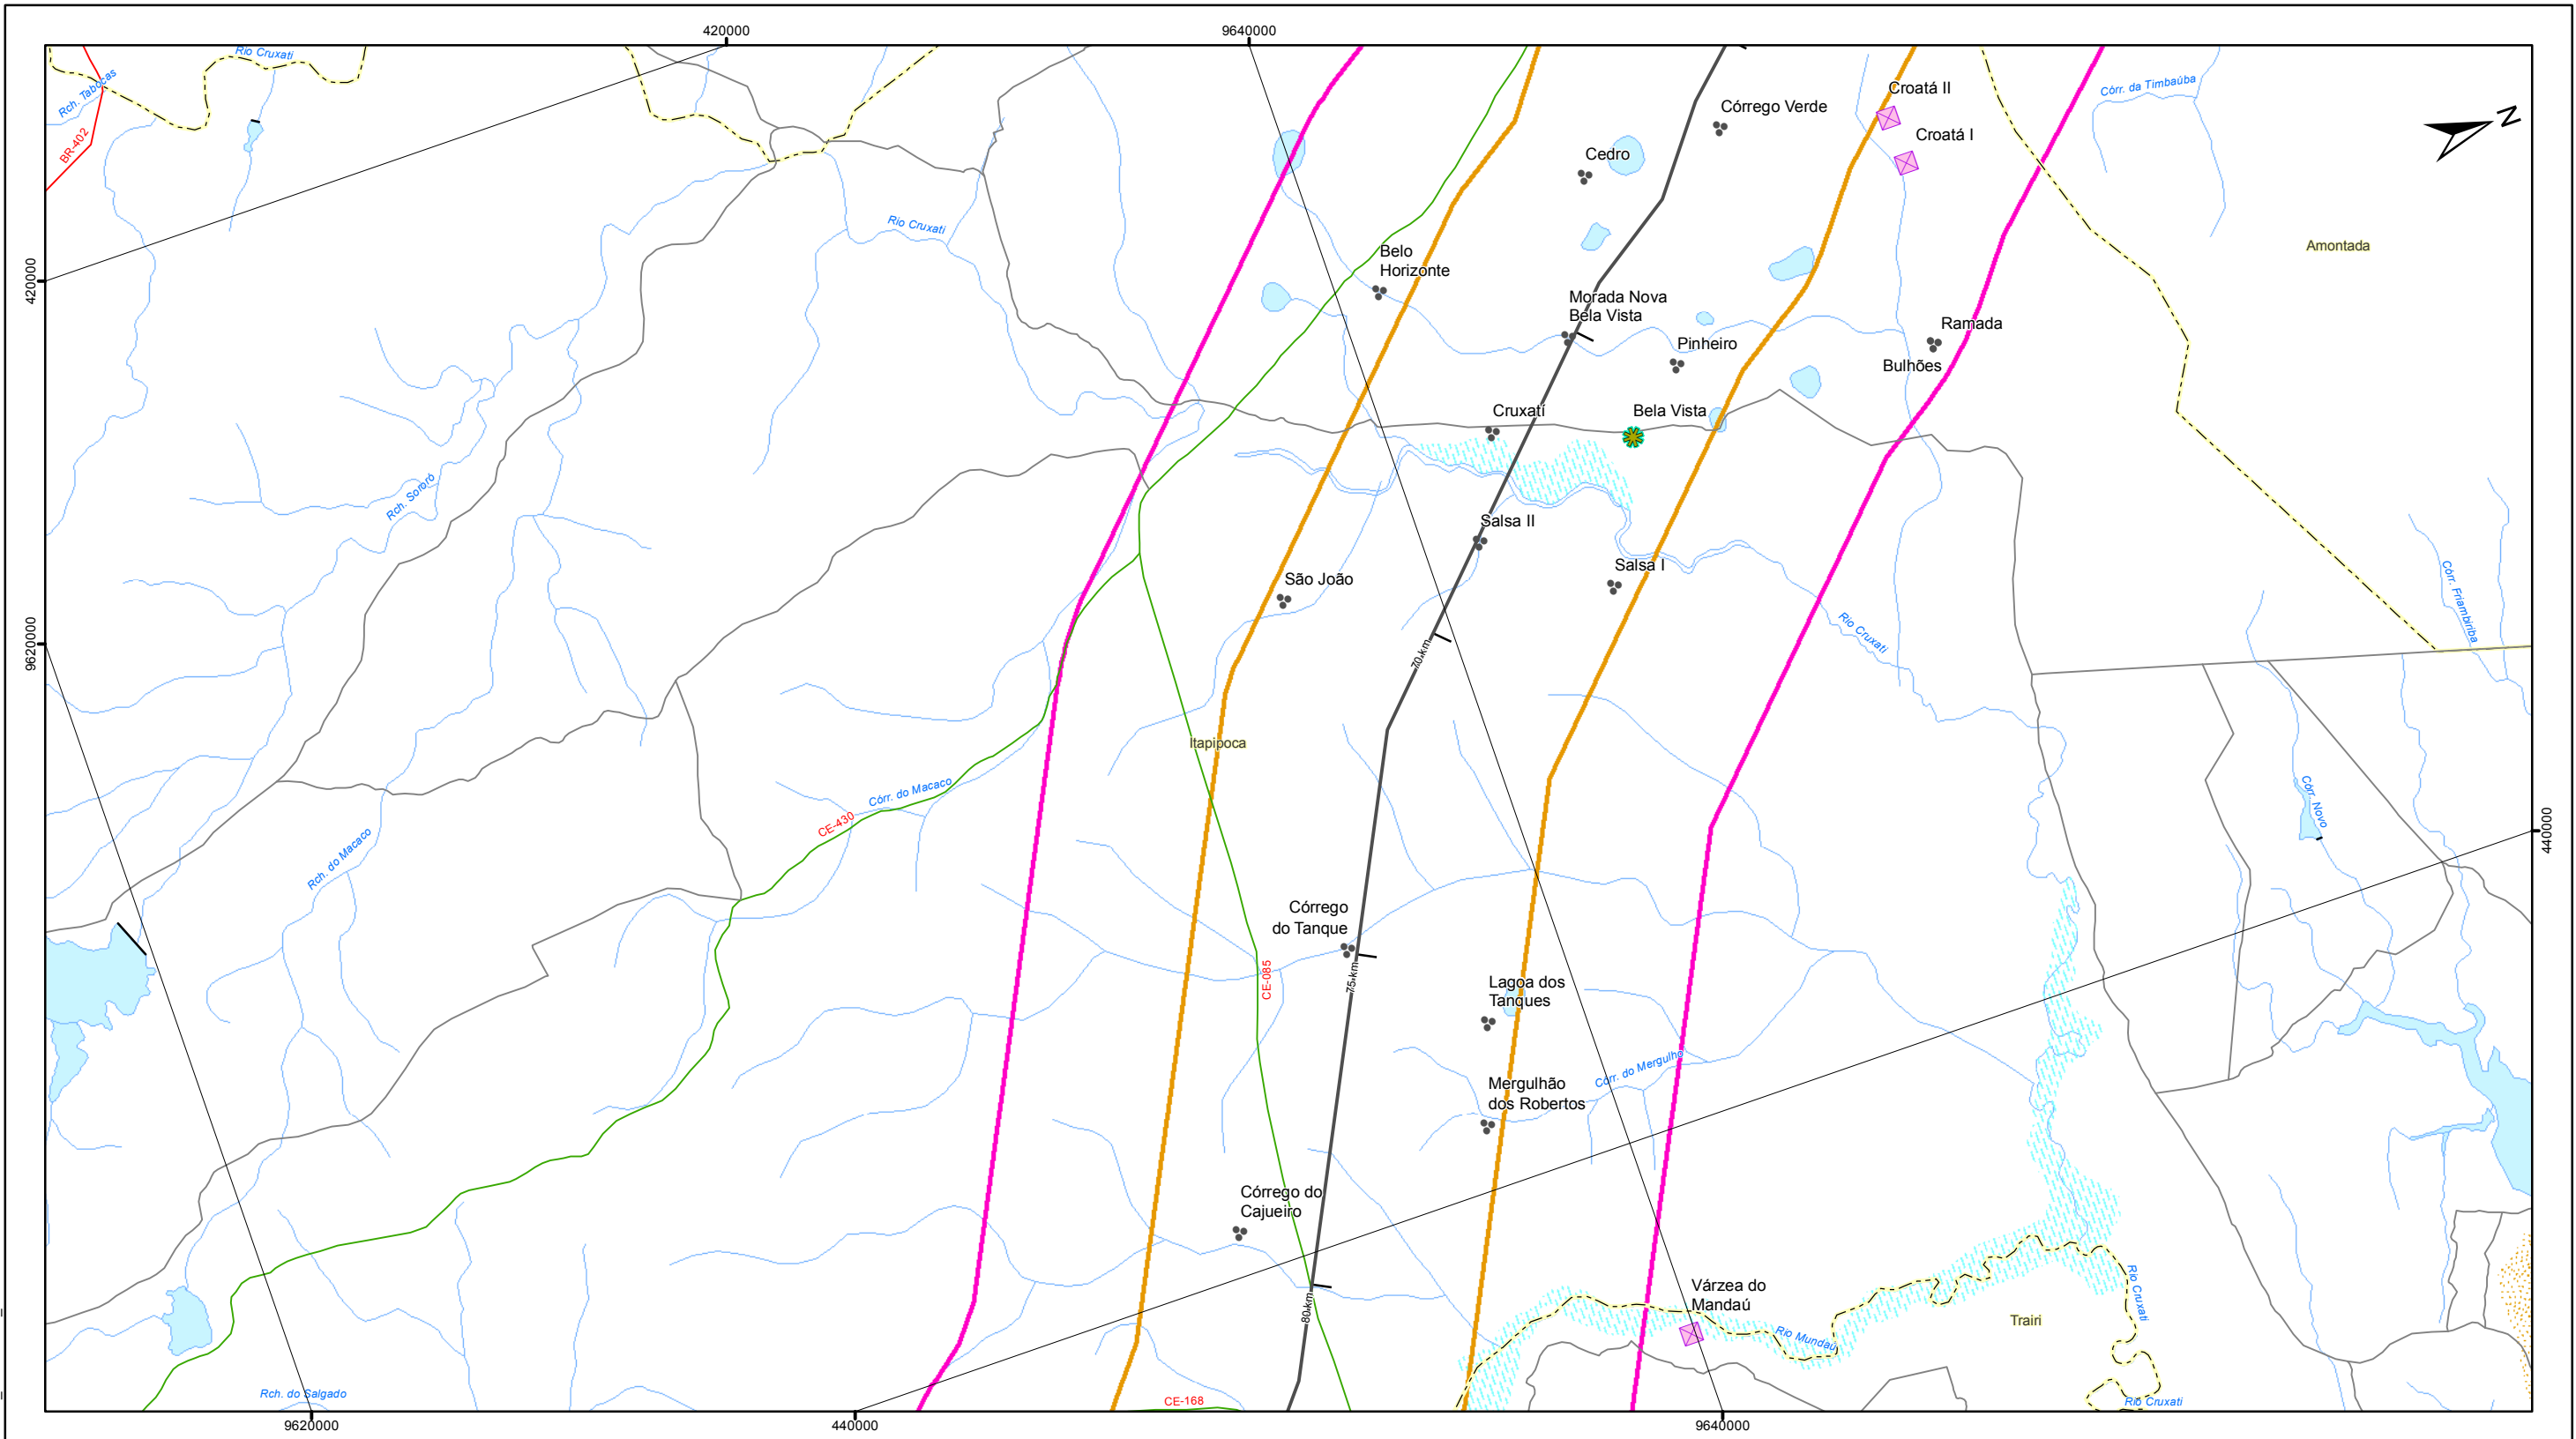 420000
9640000
Rio Cruxati
Rch. Tabocas
BR-402
Córr. da Timbaúba
Croatá II
Córrego Verde
Croatá I
N
Cedro
Rio Cruxati
Amontada
Belo
Horizonte
420000
Morada Nova
Bela Vista
Ramada
Pinheiro
Bulhões
Cruxatí
Bela Vista
Rch. Sororó
Salsa II
Salsa I
São João
Córr. Friambiriba
Rio Cruxati
9620000
70 km
Itapipoca
Córr. do Macaco
CE-430
Córr. Novo
440000
Rch. do Macaco
Córrego
do Tanque
CE-085
75 km
Lagoa dos
Tanques
Córr. do Mergulho
Mergulhão
dos Robertos
Córrego do
Cajueiro
80 km
Várzea do
Mandaú
Rio Cruxati
Trairi
Rio Mundaú
Rch. do Salgado
CE-168
Rio Cruxati
9620000
440000
9640000